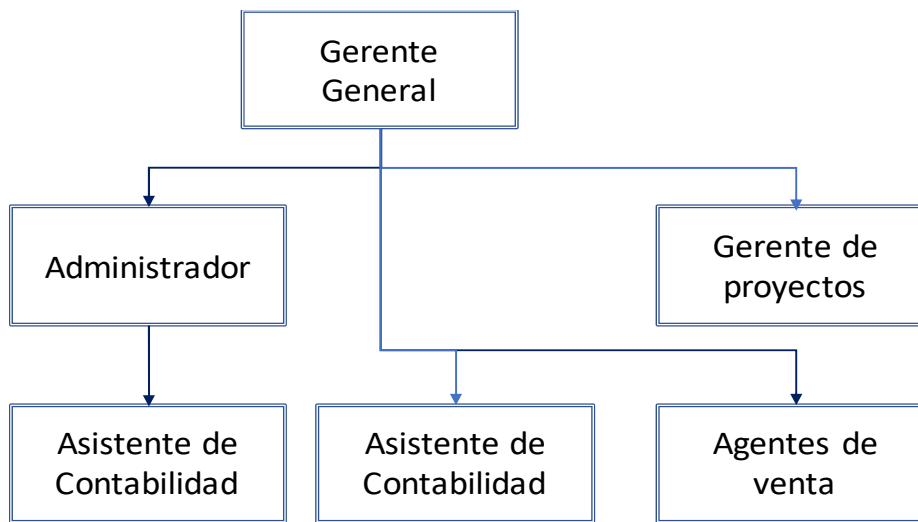 Gerente
General
Administrador
Gerente de
proyectos
Asistente de
Contabilidad
Asistente de
Contabilidad
Agentes de
venta